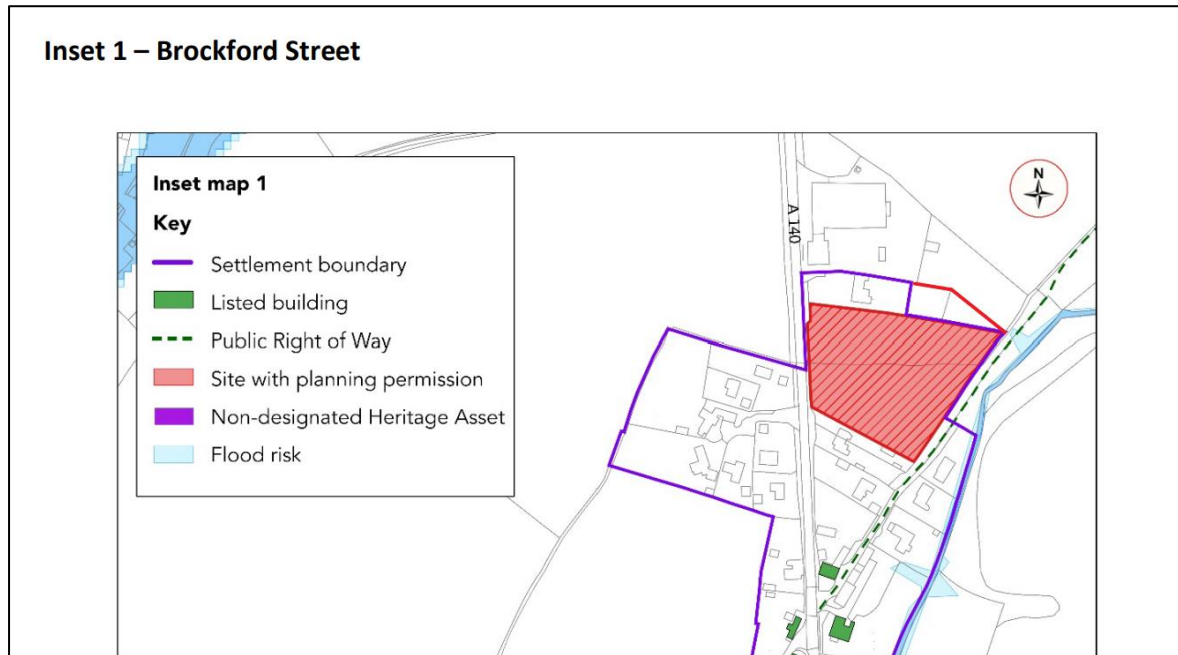 Inset 1 – Brockford Street
Inset map 1
Key
Settlement boundary
Listed building
Public Right of Way
Site with planning permission
Non-designated Heritage Asset
Flood risk
A 140
N